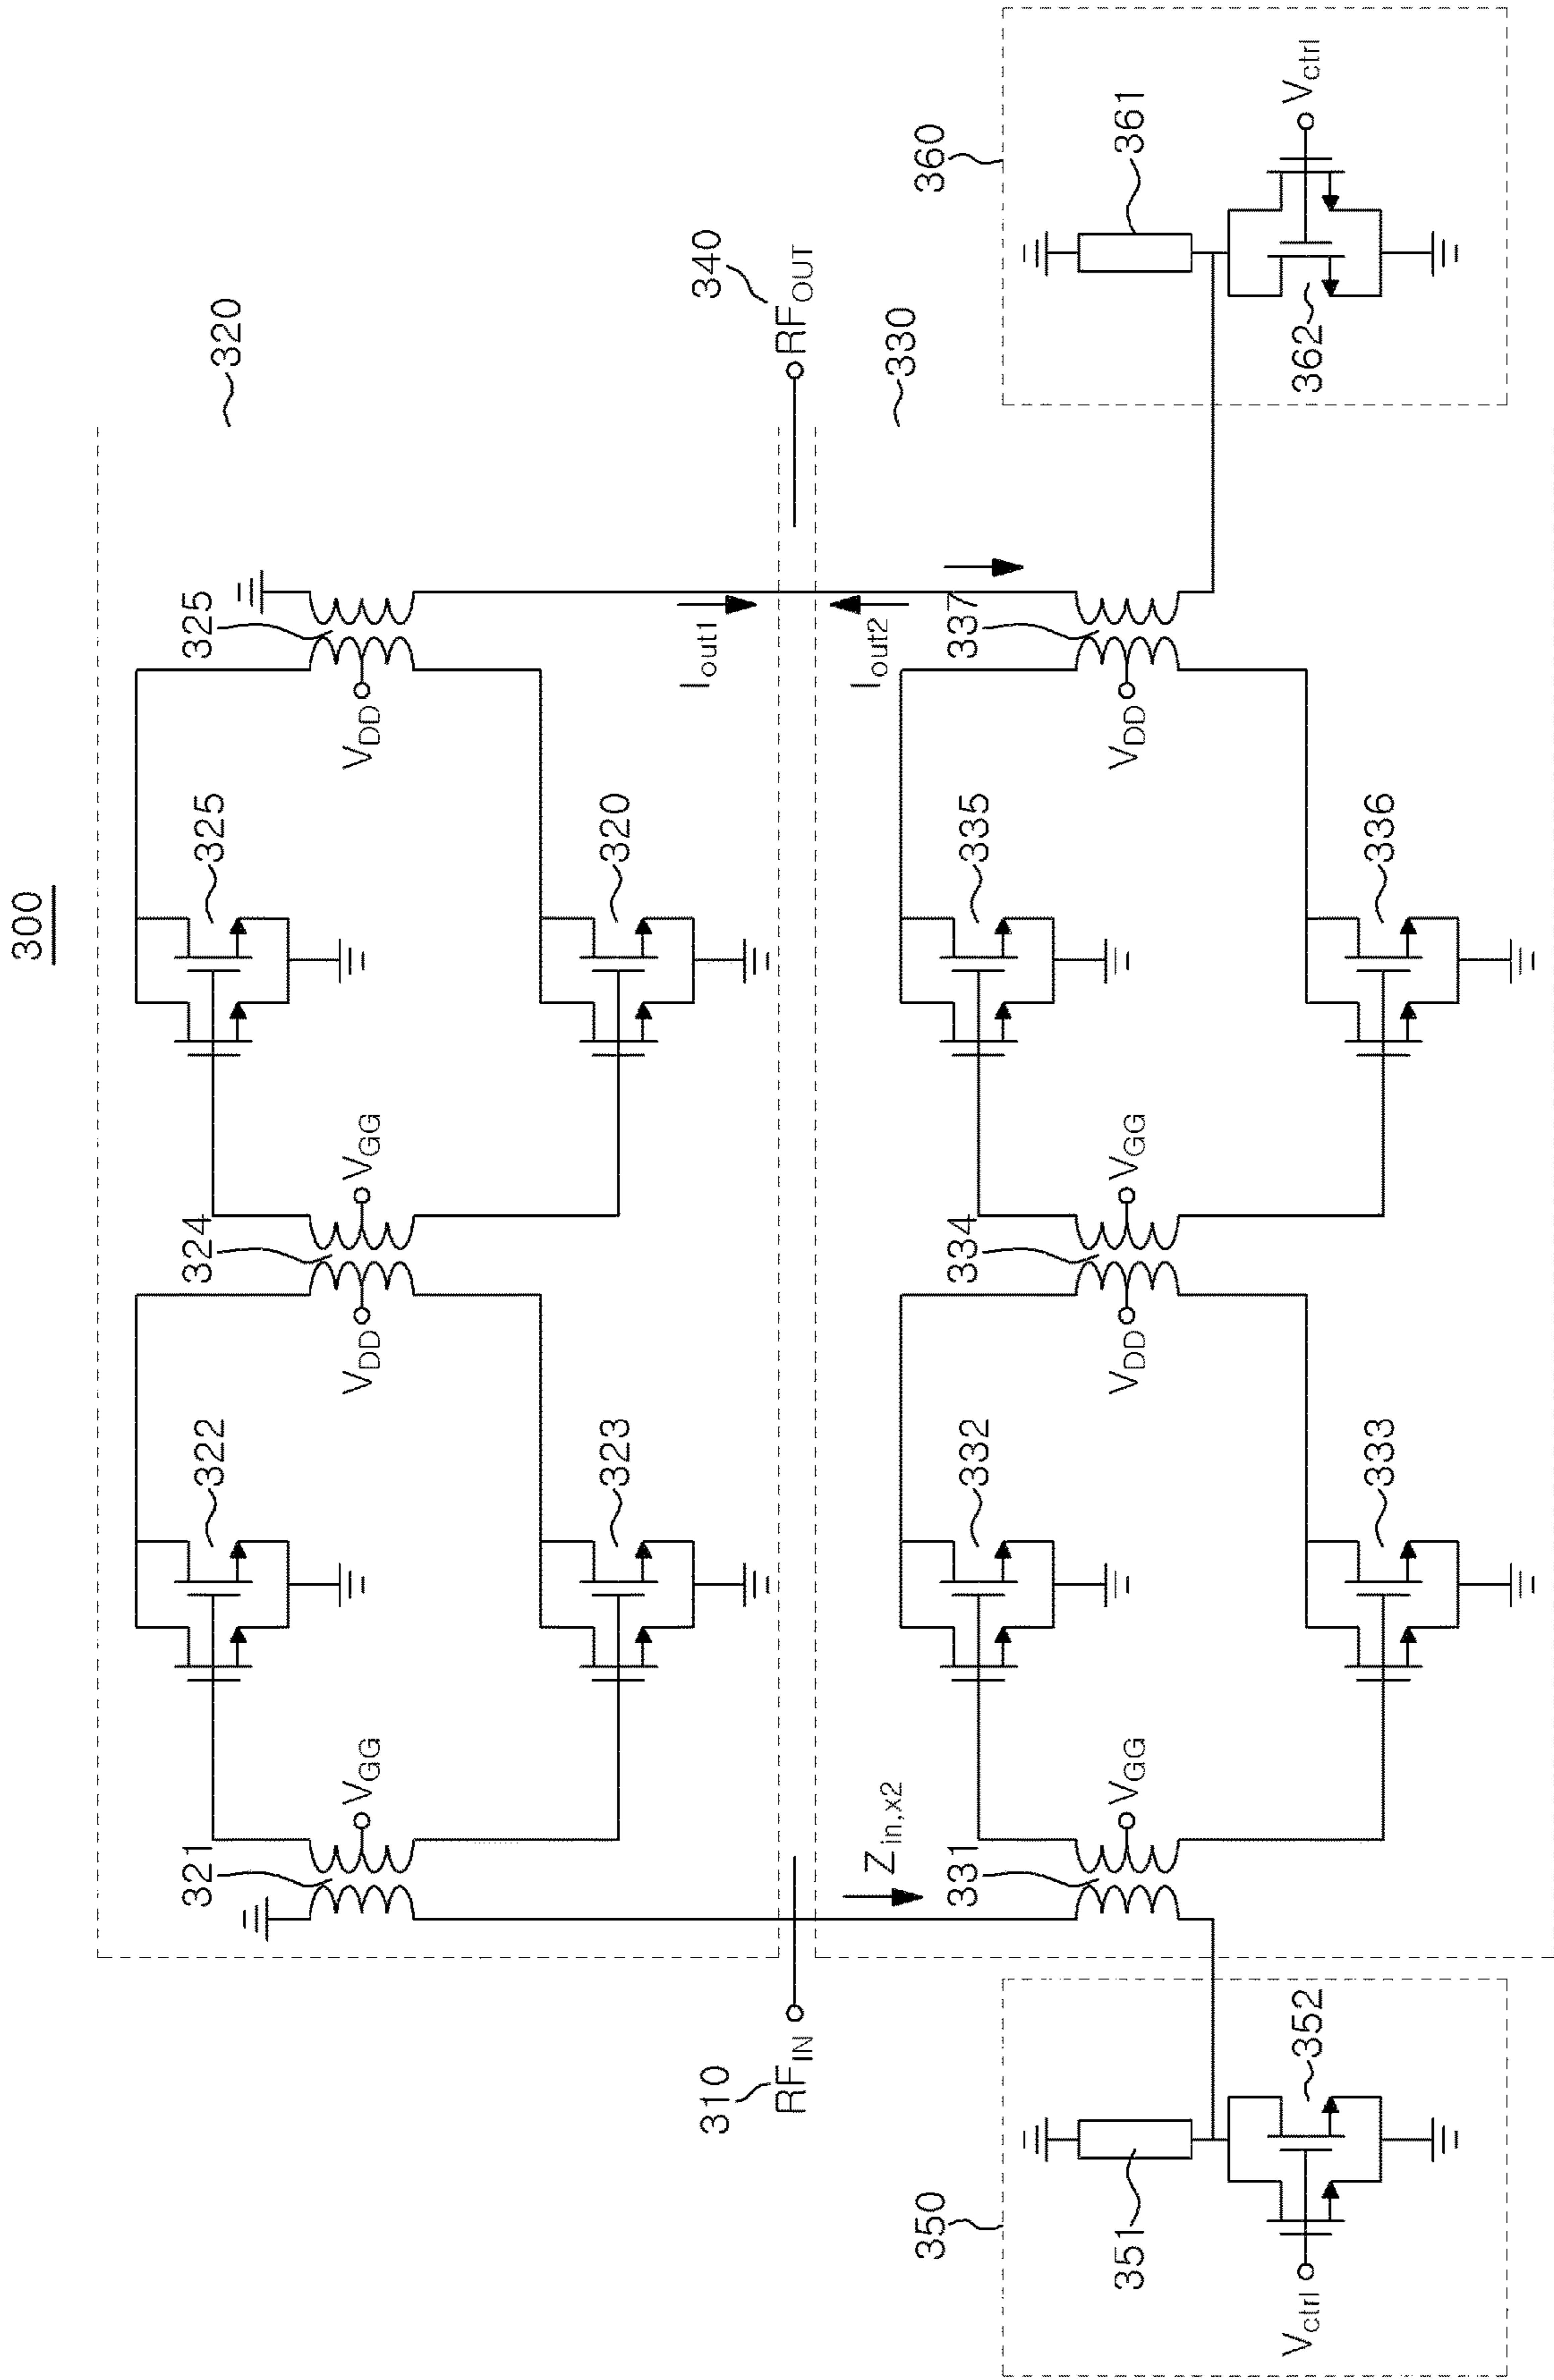 300
320
325
325
VDD
320
324
VGG
VDD
322
323
321
VGG
340
RFOUT
Iout1
Iout2
310
RFIN
330
337
VDD
335
336
334
VGG
VDD
332
333
331
VGG
Zin,x2
360
361
362
Vctrl
350
351
352
Vctrl